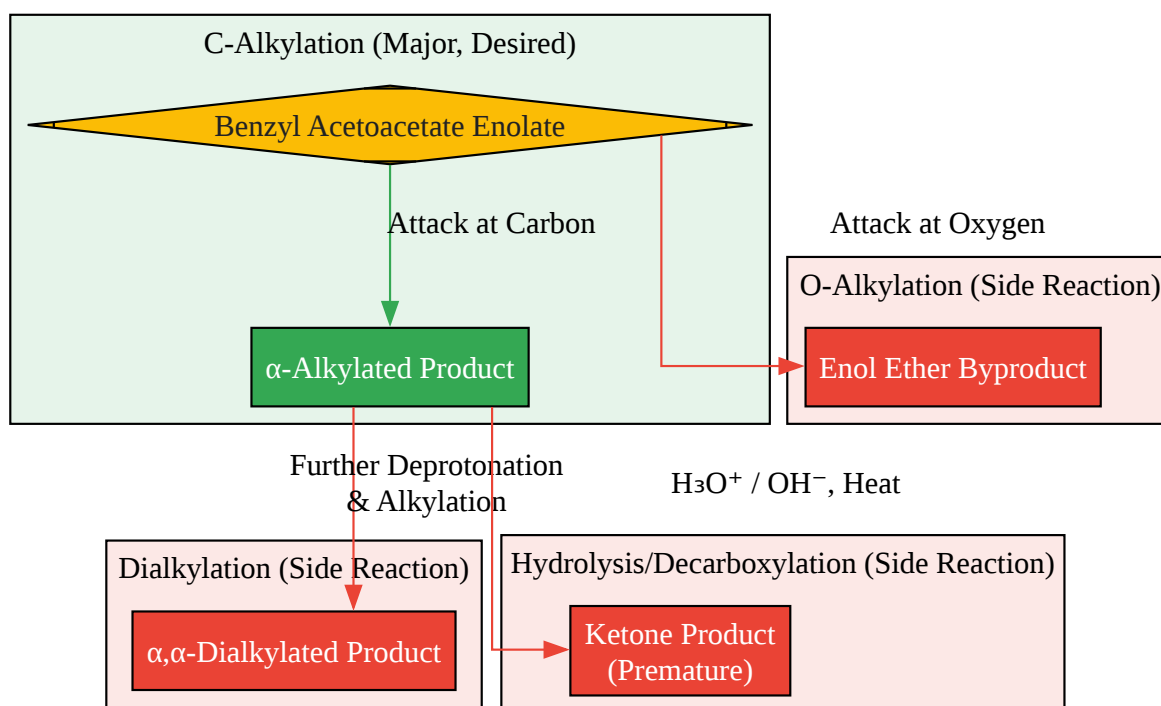 C-Alkylation (Major, Desired)
Benzyl Acetoacetate Enolate
Attack at Carbon
Attack at Oxygen
O-Alkylation (Side Reaction)
α-Alkylated Product
Enol Ether Byproduct
Further Deprotonation
& Alkylation
H₃O⁺ / OH⁻, Heat
Dialkylation (Side Reaction)
Hydrolysis/Decarboxylation (Side Reaction)
α,α-Dialkylated Product
Ketone Product
(Premature)